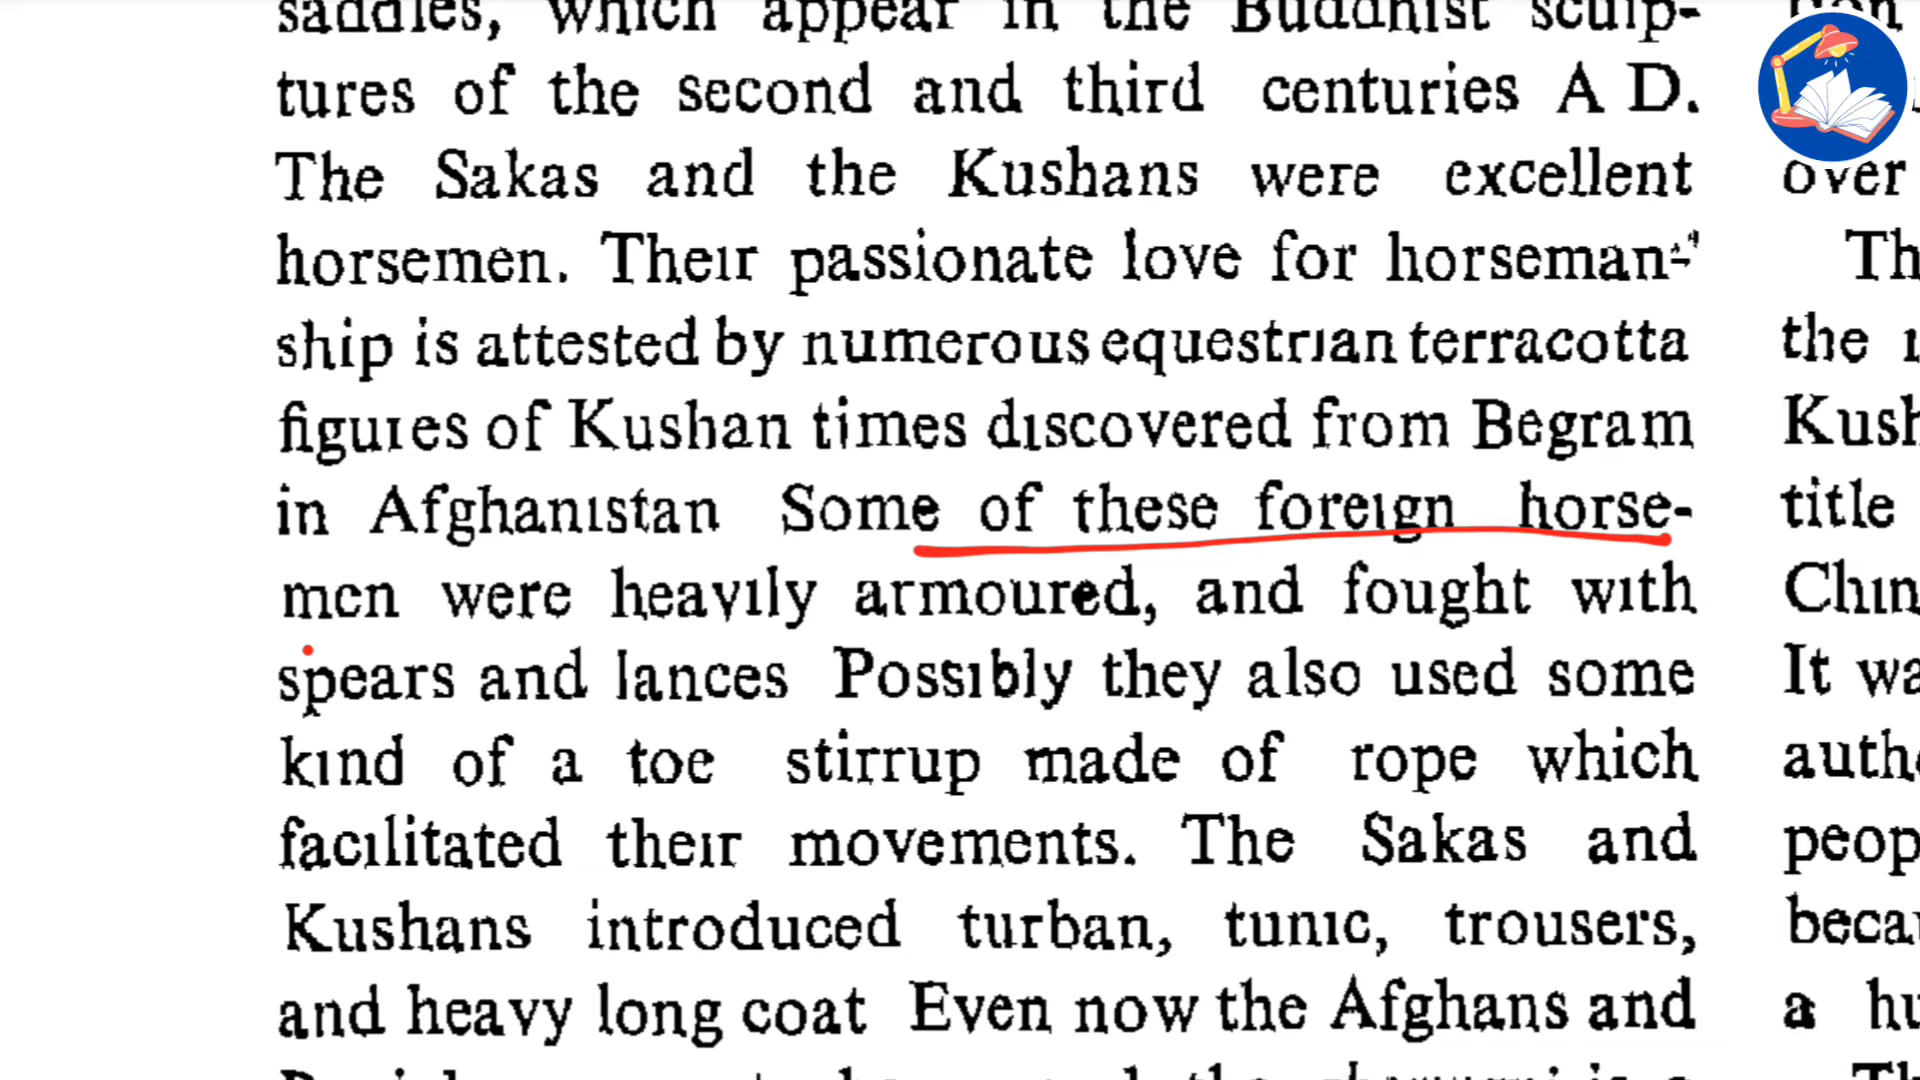 saddles, which appear in the Buddhist sculp-
tures of the second and third centuries A D.
The Sakas and the Kushans were excellent
horsemen. Their passionate love for horseman-
ship is attested by numerous equestrian terracotta
figures of Kushan times discovered from Begram
in Afghanistan Some of these foreign horse-
men were heavily armoured, and fought with
spears and lances Possibly they also used some
kind of a toe stirrup made of rope which
facilitated their movements. The Sakas and
Kushans introduced turban, tunic, trousers,
and heavy long coat Even now the Afghans and
over
Th
the
Kush
title
Chin
It wa
auth
peop
becau
a hu